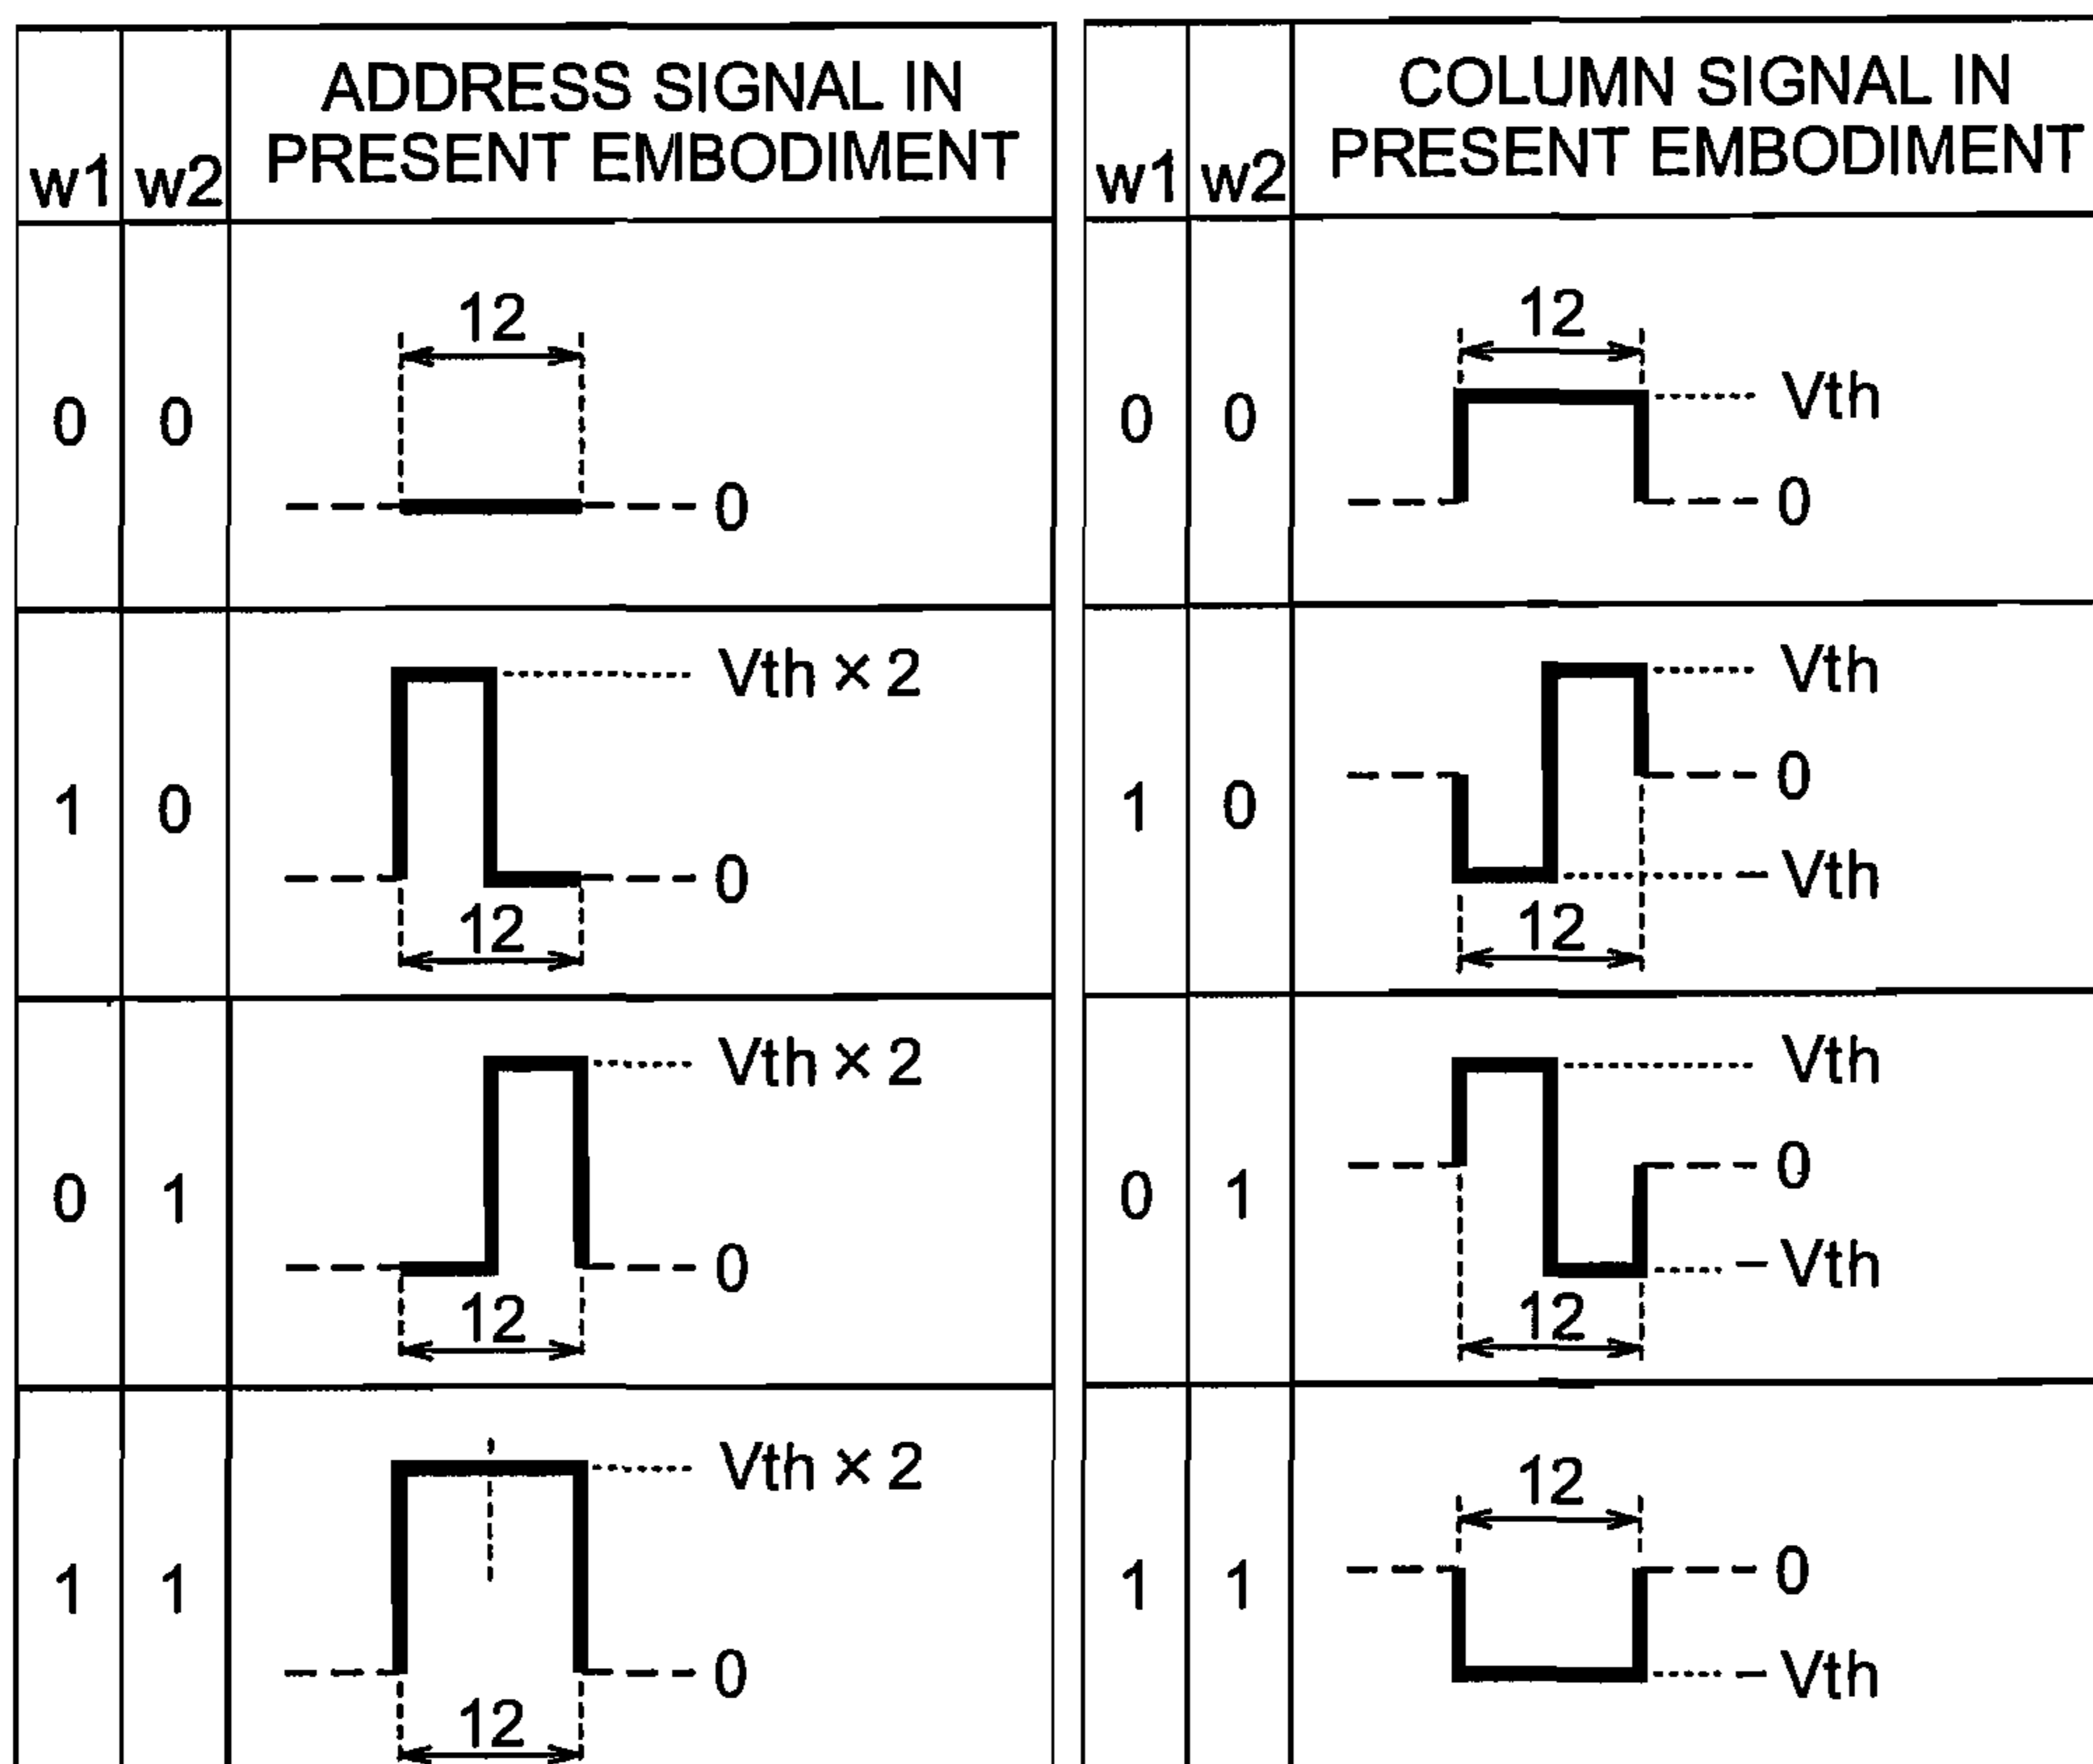 w1 w2 ADDRESS SIGNAL IN
PRESENT EMBODIMENT
0 0 12
0
1 0 Vth × 2
0
12
0 1 Vth × 2
0
12
1 1 Vth × 2
0
12
w1 w2 COLUMN SIGNAL IN
PRESENT EMBODIMENT
0 0 12
Vth
0
1 0 Vth
0
– Vth
12
0 1 Vth
0
– Vth
12
1 1 12
0
– Vth